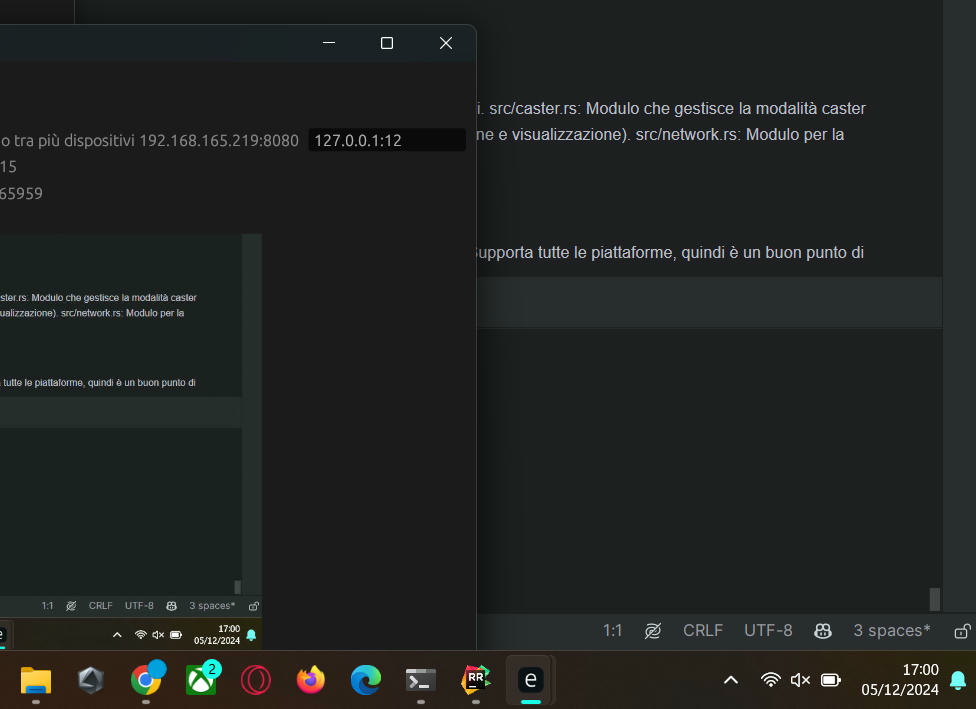 i. src/caster.rs: Modulo che gestisce la modalità caster
ne e visualizzazione). src/network.rs: Modulo per la
o tra più dispositivi 192.168.165.219:8080 127.0.0.1:12
15
65959
upporta tutte le piattaforme, quindi è un buon punto di
ster.rs: Modulo che gestisce la modalità caster
ualizzazione). src/network.rs: Modulo per la
tutte le piattaforme, quindi è un buon punto di
1:1 CRLF UTF-8 3 spaces*
17:00
05/12/2024
1:1 CRLF UTF-8 3 spaces*
2
RR
e
17:00
05/12/2024